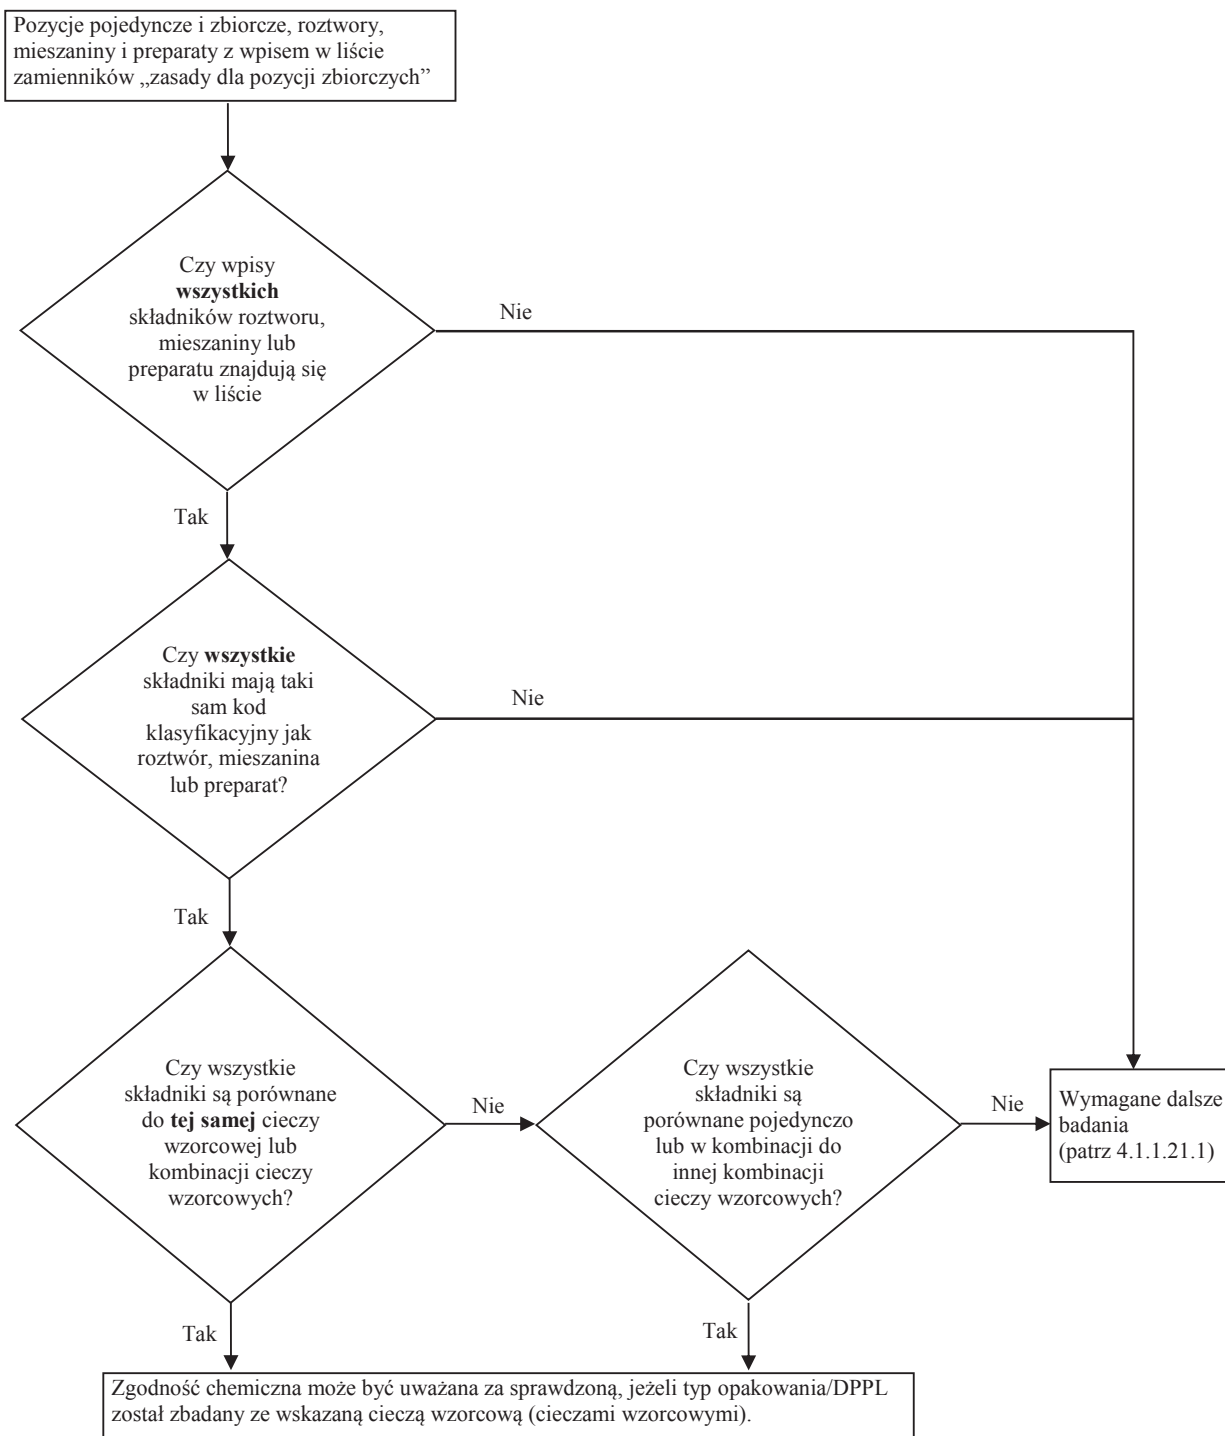 Pozycje pojedyncze i zbiorcze, roztwory,
mieszaniny i preparaty z wpisem w liście
zamienników „zasady dla pozycji zbiorczych”
Czy wpisy
wszystkich
składników roztworu,
mieszaniny lub
preparatu znajdują się
w liście
Nie
Tak
Czy wszystkie
składniki mają taki
sam kod
klasyfikacyjny jak
roztwór, mieszanina
lub preparat?
Nie
Tak
Czy wszystkie
składniki są porównane
do tej samej cieczy
wzorcowej lub
kombinacji cieczy
wzorcowych?
Nie
Czy wszystkie
składniki są
porównane pojedynczo
lub w kombinacji do
innej kombinacji
cieczy wzorcowych?
Nie
Wymagane dalsze
badania
(patrz 4.1.1.21.1)
Tak
Tak
Zgodność chemiczna może być uważana za sprawdzoną, jeżeli typ opakowania/DPPL
został zbadany ze wskazaną cieczą wzorcową (cieczami wzorcowymi).